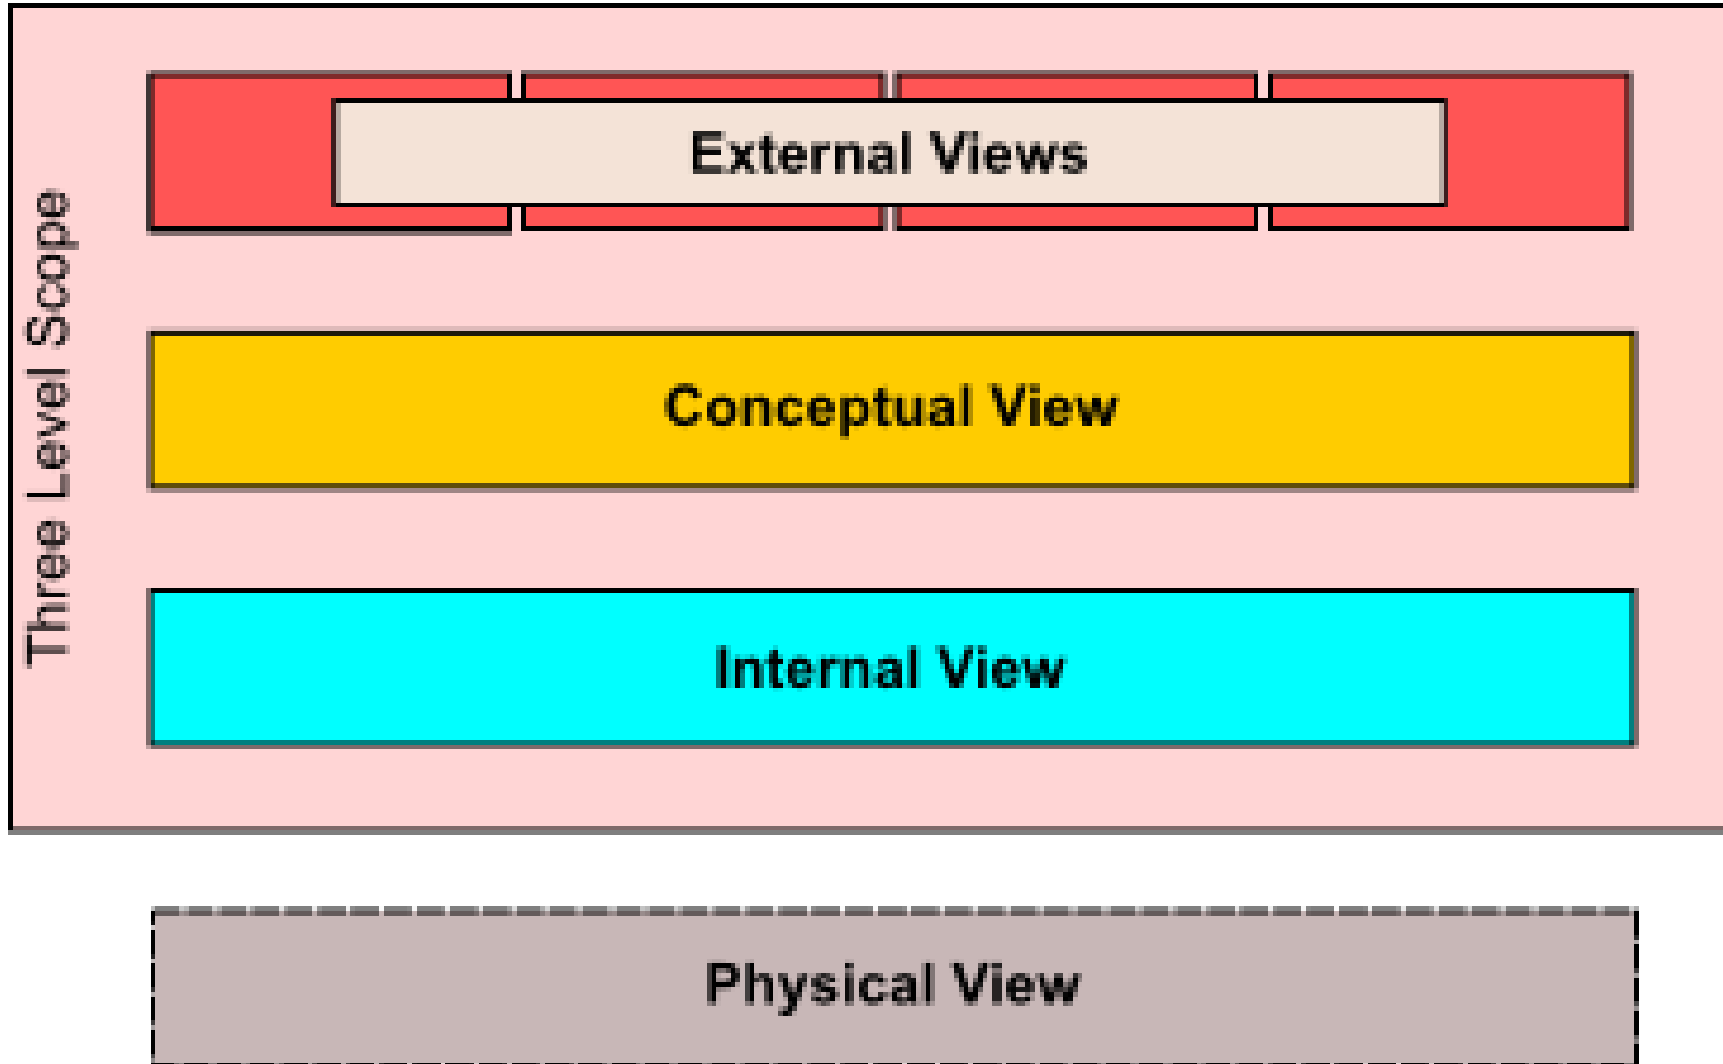 Three Level Scope
External Views
Conceptual View
Internal View
Physical View